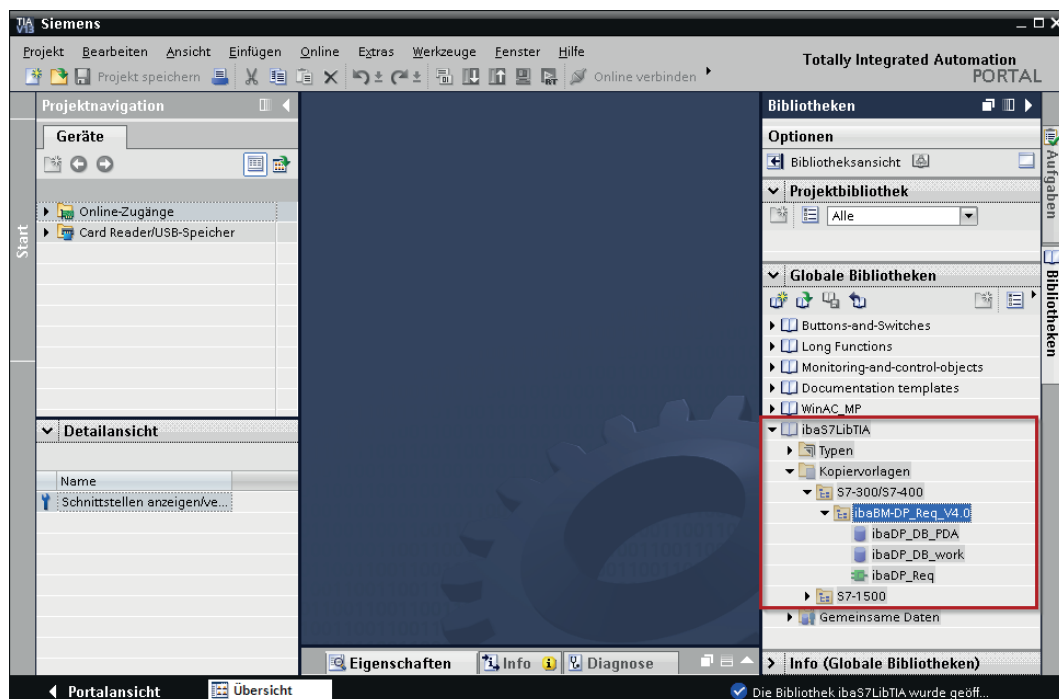 TIA V13 Siemens
Projekt Bearbeiten Ansicht Einfügen Online Extras Werkzeuge Fenster Hilfe
Totally Integrated Automation
PORTAL
Projekt speichern
Online verbinden
Projektnavigation
Geräte
Online-Zugänge
Card Reader/USB-Speicher
Start
Detailansicht
Name
Schnittstellen anzeigen/ve...
Eigenschaften
Info
Diagnose
Bibliotheken
Optionen
Bibliotheksansicht
Projektbibliothek
Alle
Globale Bibliotheken
Buttons-and-Switches
Long Functions
Monitoring-and-control-objects
Documentation templates
WinAC_MP
ibaS7LibTIA
Typen
Kopiervorlagen
S7-300/S7-400
ibaBM-DP_Req_V4.0
ibaDP_DB_PDA
ibaDP_DB_work
ibaDP_Req
S7-1500
Gemeinsame Daten
Info (Globale Bibliotheken)
Aufgaben
Bibliotheken
Portalansicht
Übersicht
Die Bibliothek ibaS7LibTIA wurde geöff...